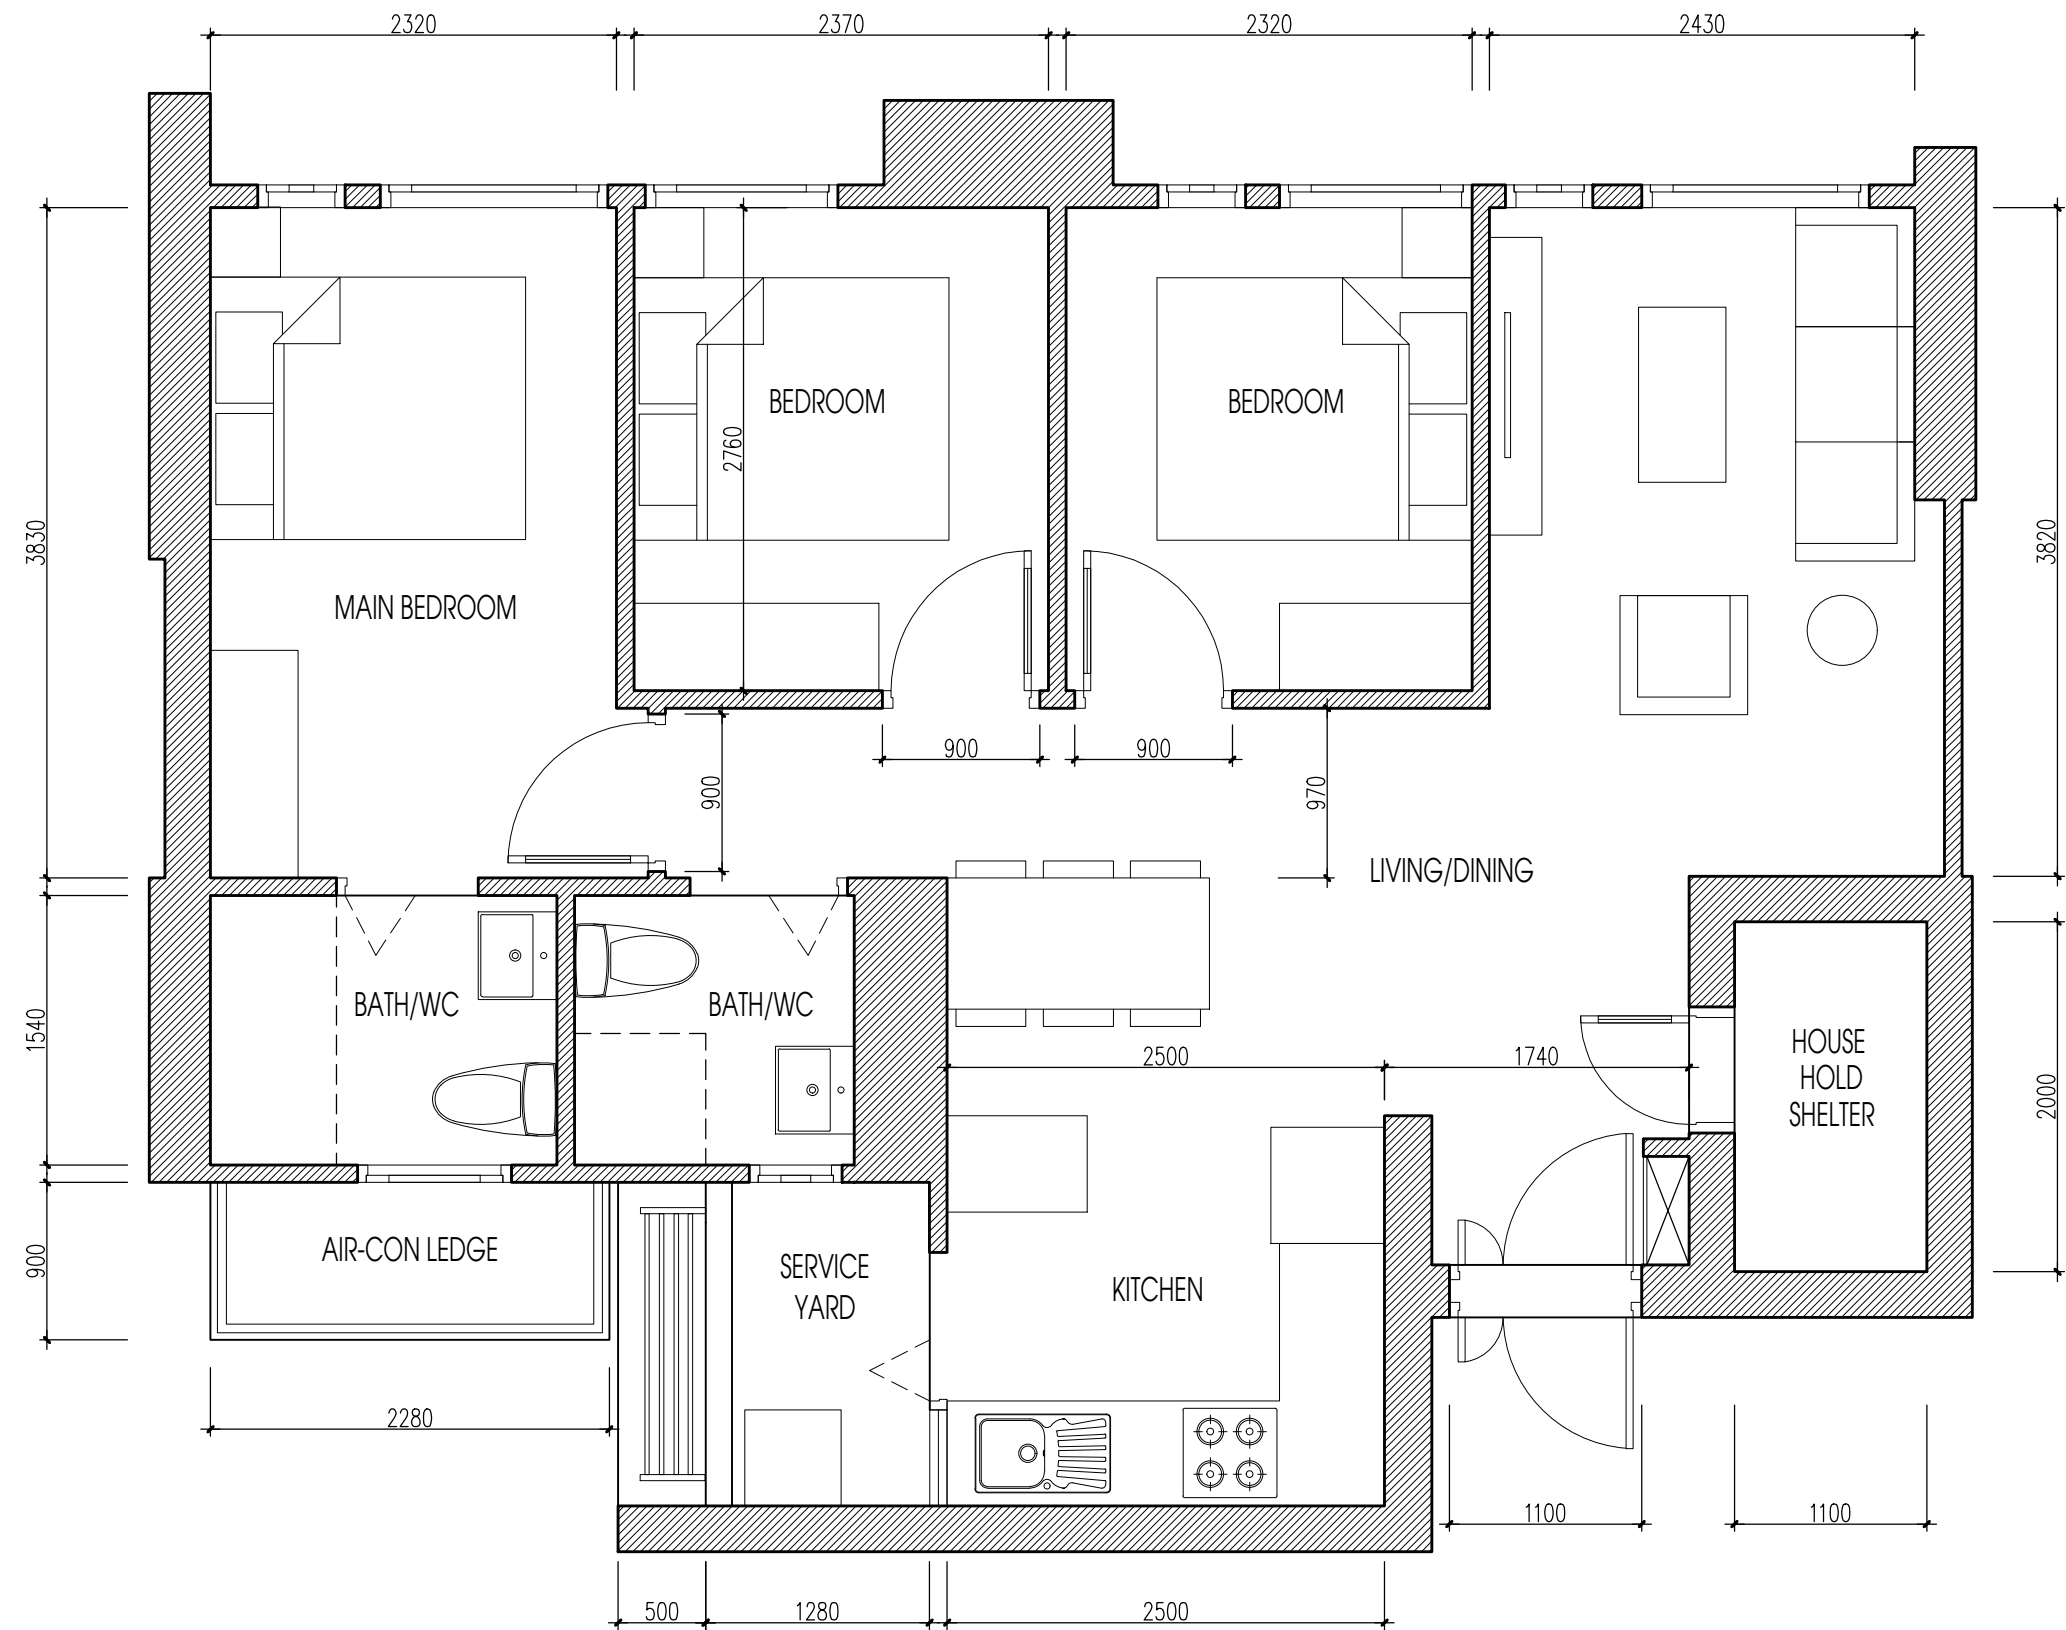 2320
2370
2320
2430
BEDROOM
BEDROOM
2760
3830
3820
MAIN BEDROOM
900
900
900
970
LIVING/DINING
BATH/WC
BATH/WC
1540
2500
1740
HOUSE
HOLD
SHELTER
2000
AIR-CON LEDGE
900
SERVICE
YARD
KITCHEN
2280
1100
1100
500
1280
2500